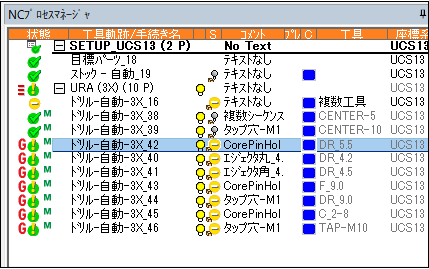 NCプロセスマネージャ
状態 工具軌跡/手続き名 S コメント プレ C 工具 座標系
SETUP_UCS13 (2 P) No Text UCS13
目標パーツ_18 テキストなし UCS13
ストック - 自動_19 テキストなし UCS13
URA (3X) (10 P) テキストなし UCS13
ドリル-自動-3X_16 テキストなし 複数工具 UCS13
M ドリル-自動-3X_38 複数シーケンス CENTER-5 UCS13
M ドリル-自動-3X_39 タップ穴-M1 CENTER-10 UCS13
G M ドリル-自動-3X_42 CorePinHol DR_5.5 UCS13
G M ドリル-自動-3X_40 エジェクタ丸_4. DR_4.2 UCS13
G M ドリル-自動-3X_41 エジェクタ角_4. DR_4.5 UCS13
G M ドリル-自動-3X_43 CorePinHol F_9.0 UCS13
G M ドリル-自動-3X_44 タップ穴-M1 DR_9.0 UCS13
G M ドリル-自動-3X_45 CorePinHol C_2-8 UCS13
G M ドリル-自動-3X_46 タップ穴-M1 TAP-M10 UCS13